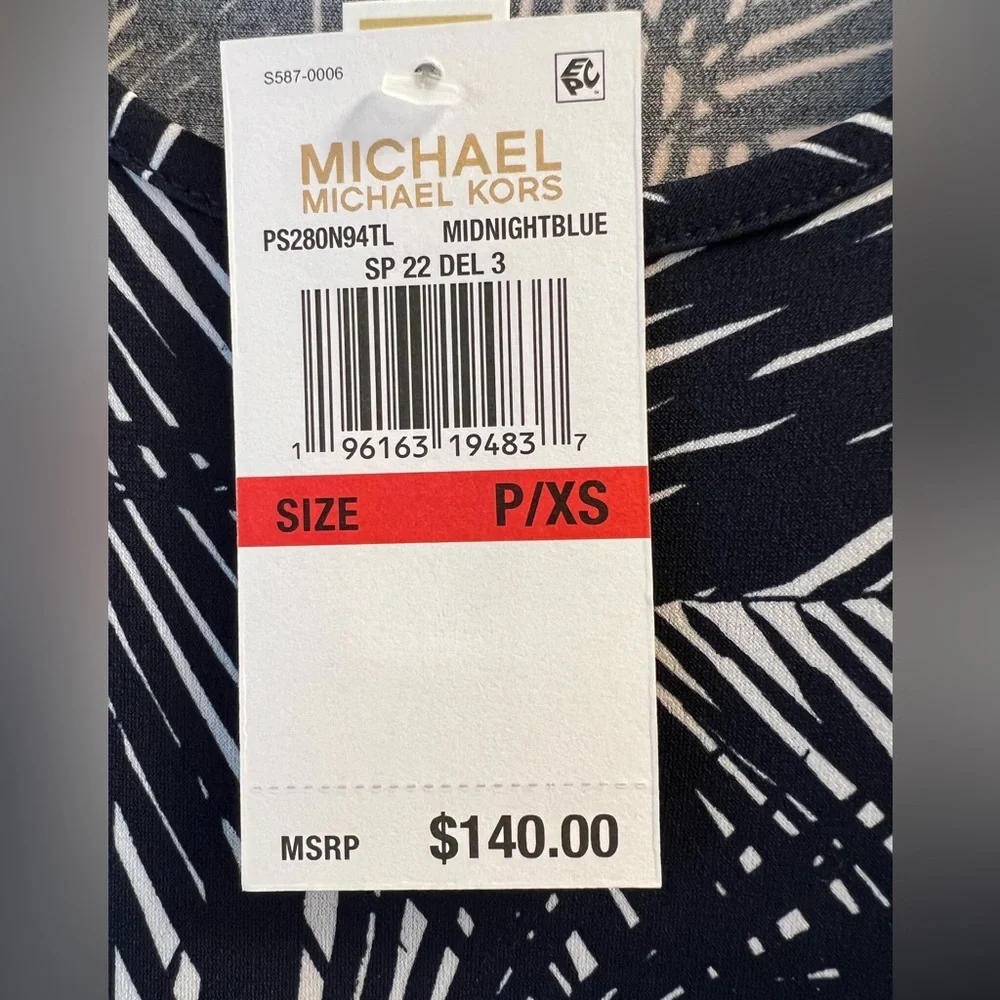 S587-0006
EPC
MICHAEL
MICHAEL KORS
PS280N94TL MIDNIGHTBLUE
SP 22 DEL 3
1 96163 19483 7
SIZE P/XS
MSRP $140.00